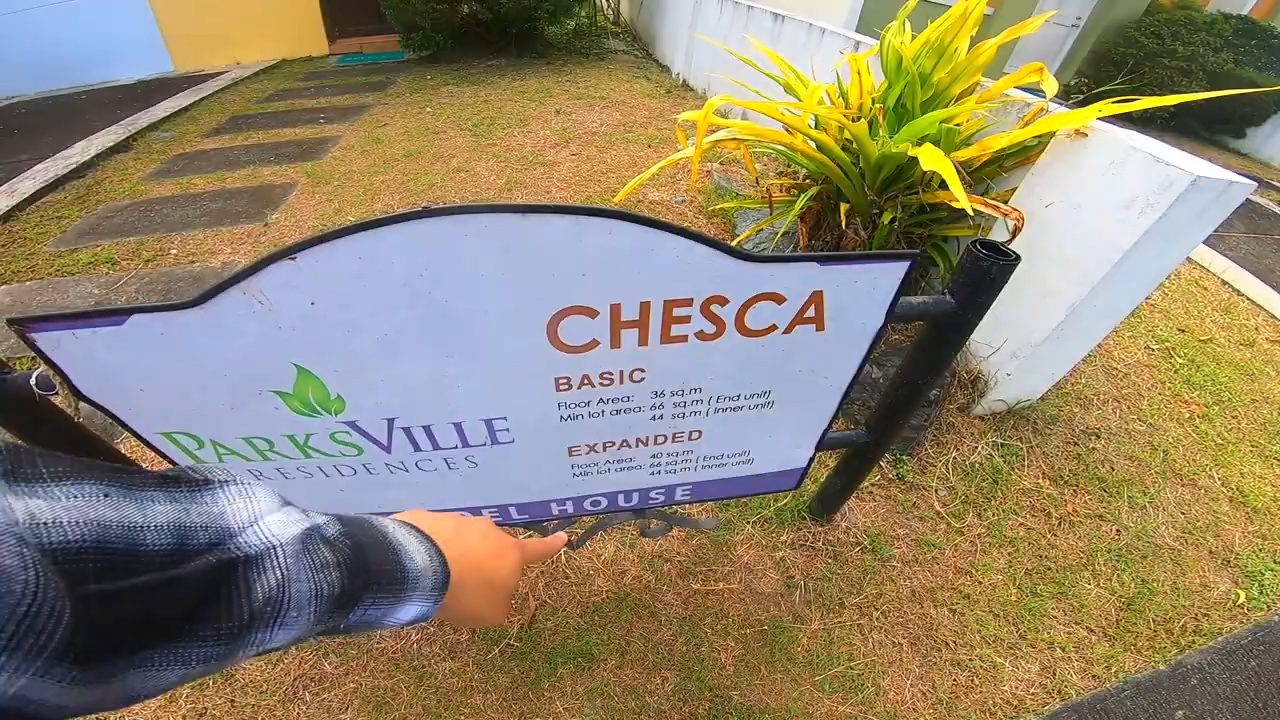 PARKSVILLE
RESIDENCES
CHESCA
BASIC
Floor Area: 36 sq.m
Min lot area: 66 sq.m ( End unit)
44 sq.m ( Inner unit)
EXPANDED
Floor Area: 40 sq.m
Min lot area: 66 sq.m ( End unit)
44 sq.m ( Inner unit)
HOUSE